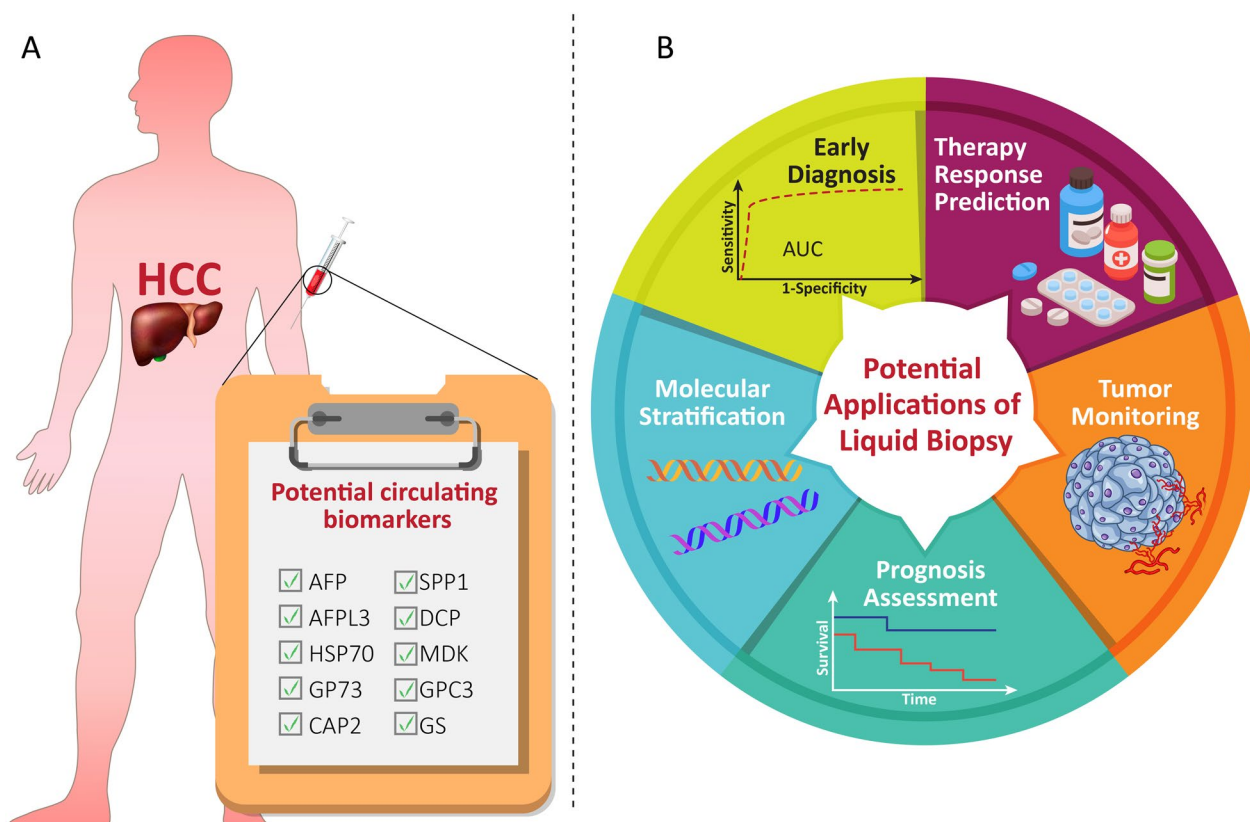 A
HCC
Potential circulating
biomarkers
AFP
AFPL3
HSP70
GP73
CAP2
SPP1
DCP
MDK
GPC3
GS
B
Early
Diagnosis
Sensitivity
AUC
1-Specificity
Therapy
Response
Prediction
Molecular
Stratification
Potential
Applications of
Liquid Biopsy
Tumor
Monitoring
Prognosis
Assessment
Survival
Time